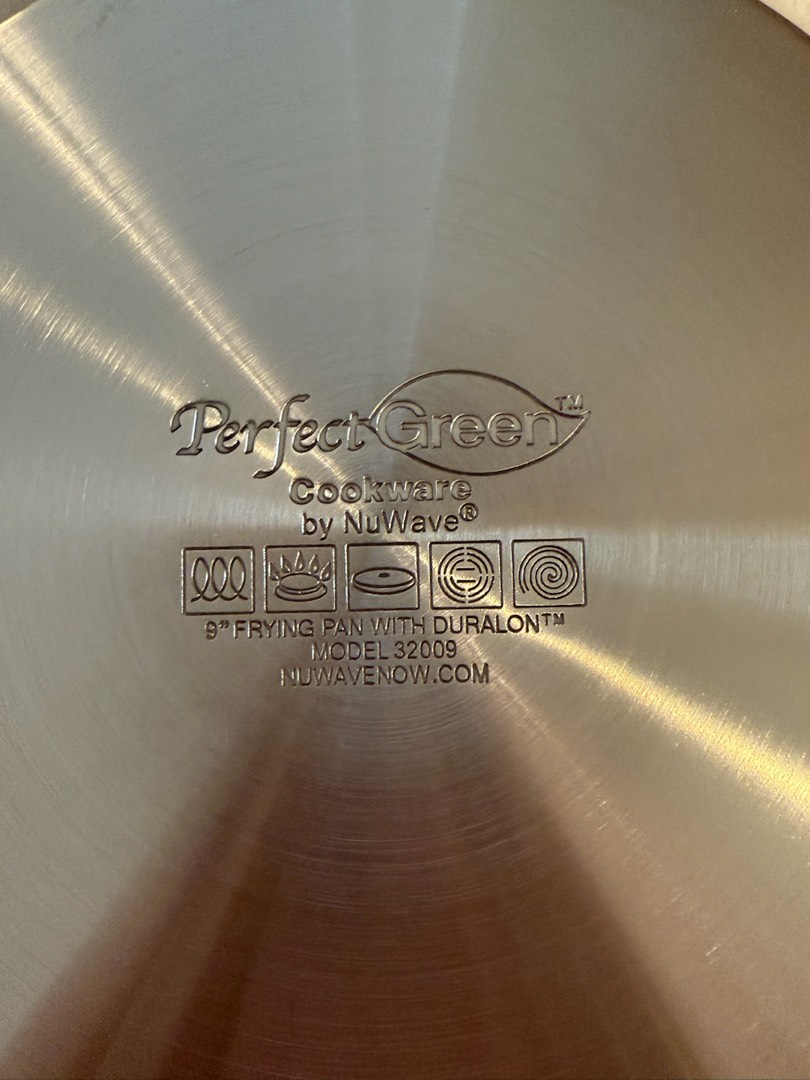 PerfectGreen™
Cookware
by NuWave®
9" FRYING PAN WITH DURALON™
MODEL 32009
NUWAVENOW.COM